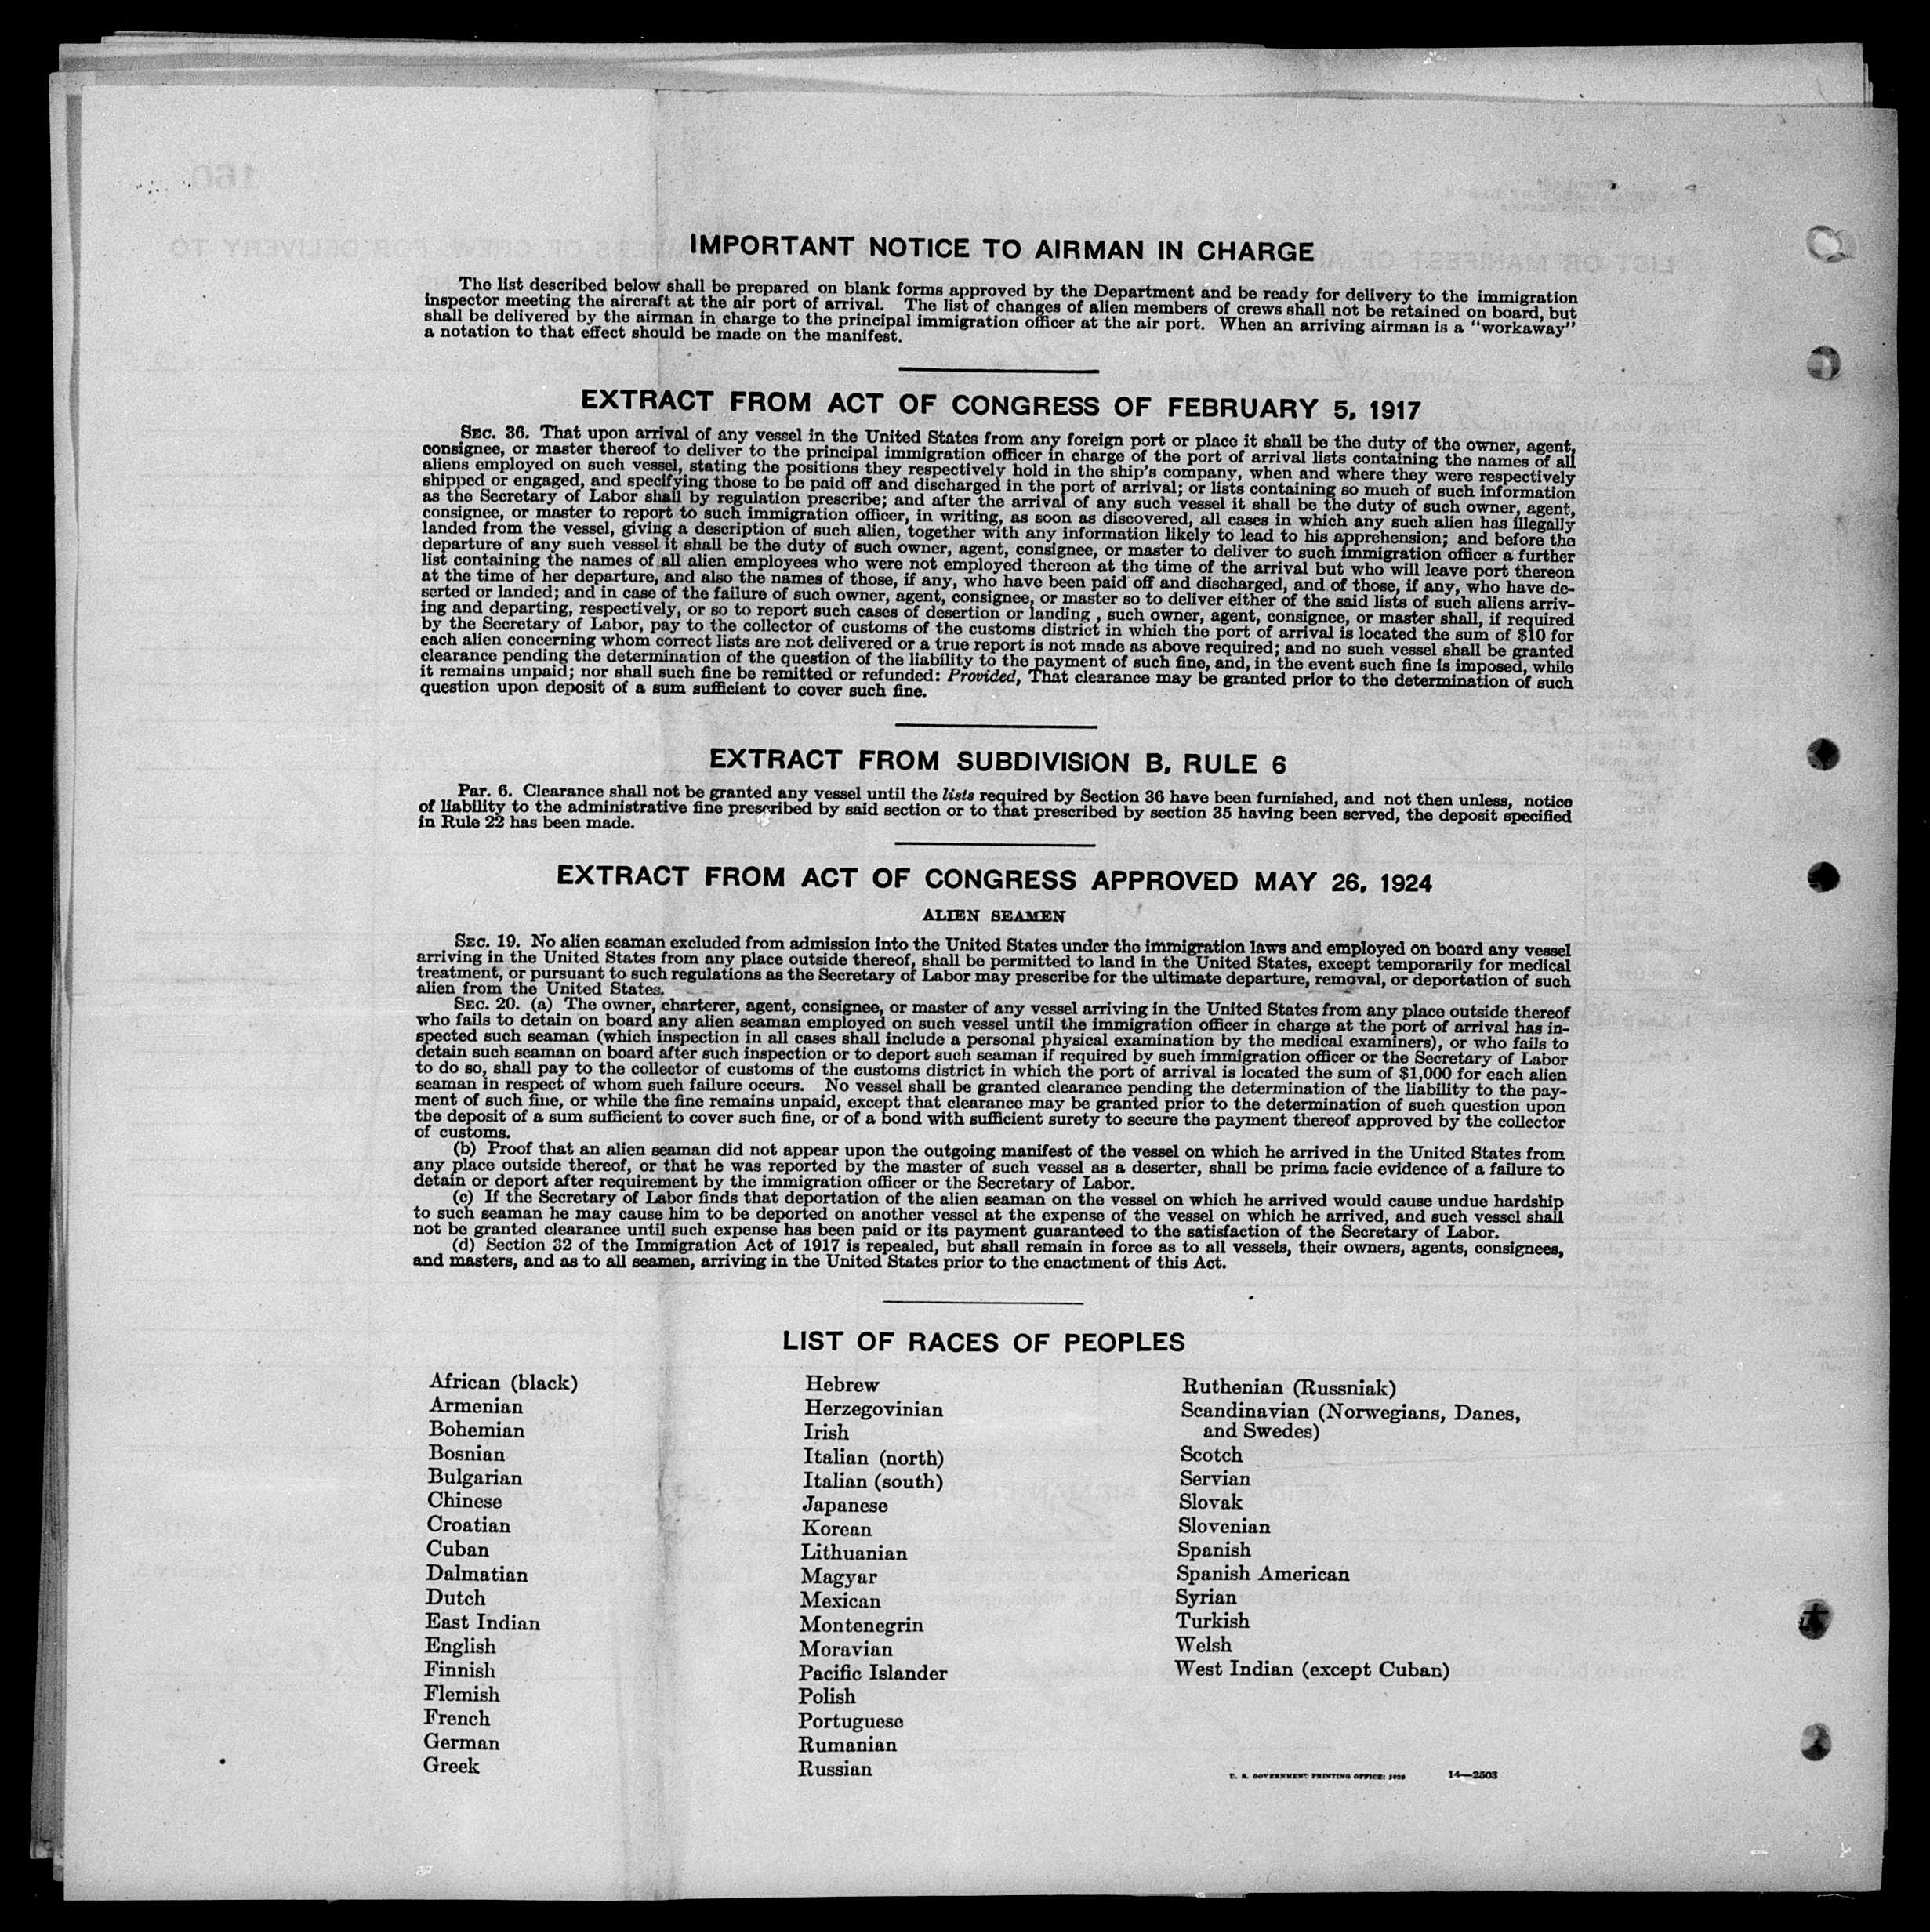 IMPORTANT NOTICE TO AIRMAN IN CHARGE
The list described below shall be prepared on blank forms approved by the Department and be ready for delivery to the immigration
inspector meeting the aircraft at the air port of arrival. The list of changes of alien members of crews shall not be retained on board, but
shall be delivered by the airman in charge to the principal immigration officer at the air port. When an arriving airman is a "workaway"
a notation to that effect should be made on the manifest.
EXTRACT FROM ACT OF CONGRESS OF FEBRUARY 5, 1917
SEC. 36. That upon arrival of any vessel in the United States from any foreign port or place it shall be the duty of the owner, agent,
consignee, or master thereof to deliver to the principal immigration officer in charge of the port of arrival lists containing the names of all
aliens employed on such vessel, stating the positions they respectively hold in the ship's company, when and where they were respectively
shipped or engaged, and specifying those to be paid off and discharged in the port of arrival; or lists containing so much of such information
as the Secretary of Labor shall by regulation prescribe; and after the arrival of any such vessel it shall be the duty of such owner, agent,
consignee, or master to report to such immigration officer, in writing, as soon as discovered, all cases in which any such alien has illegally
landed from the vessel, giving a description of such alien, together with any information likely to lead to his apprehension; and before the
departure of any such vessel it shall be the duty of such owner, agent, consignee, or master to deliver to such immigration officer a further
list containing the names of all alien employees who were not employed thereon at the time of the arrival but who will leave port thereon
at the time of her departure, and also the names of those, if any, who have been paid off and discharged, and of those, if any, who have de-
serted or landed; and in case of the failure of such owner, agent, consignee, or master so to deliver either of the said lists of such aliens arriv-
ing and departing, respectively, or so to report such cases of desertion or landing , such owner, agent, consignee, or master shall, if required
by the Secretary of Labor, pay to the collector of customs of the customs district in which the port of arrival is located the sum of $10 for
each alien concerning whom correct lists are not delivered or a true report is not made as above required; and no such vessel shall be granted
clearance pending the determination of the question of the liability to the payment of such fine, and, in the event such fine is imposed, while
it remains unpaid; nor shall such fine be remitted or refunded: Provided, That clearance may be granted prior to the determination of such
question upon deposit of a sum sufficient to cover such fine.
EXTRACT FROM SUBDIVISION B, RULE 6
Par. 6. Clearance shall not be granted any vessel until the lists required by Section 36 have been furnished, and not then unless, notice
of liability to the administrative fine prescribed by said section or to that prescribed by section 35 having been served, the deposit specified
in Rule 22 has been made.
EXTRACT FROM ACT OF CONGRESS APPROVED MAY 26, 1924
ALIEN SEAMEN
SEC. 19. No alien seaman excluded from admission into the United States under the immigration laws and employed on board any vessel
arriving in the United States from any place outside thereof, shall be permitted to land in the United States, except temporarily for medical
treatment, or pursuant to such regulations as the Secretary of Labor may prescribe for the ultimate departure, removal, or deportation of such
alien from the United States.
SEC. 20. (a) The owner, charterer, agent, consignee, or master of any vessel arriving in the United States from any place outside thereof
who fails to detain on board any alien seaman employed on such vessel until the immigration officer in charge at the port of arrival has in-
spected such seaman (which inspection in all cases shall include a personal physical examination by the medical examiners), or who fails to
detain such seaman on board after such inspection or to deport such seaman if required by such immigration officer or the Secretary of Labor
to do so, shall pay to the collector of customs of the customs district in which the port of arrival is located the sum of $1,000 for each alien
seaman in respect of whom such failure occurs. No vessel shall be granted clearance pending the determination of the liability to the pay-
ment of such fine, or while the fine remains unpaid, except that clearance may be granted prior to the determination of such question upon
the deposit of a sum sufficient to cover such fine, or of a bond with sufficient surety to secure the payment thereof approved by the collector
of customs.
(b) Proof that an alien seaman did not appear upon the outgoing manifest of the vessel on which he arrived in the United States from
any place outside thereof, or that he was reported by the master of such vessel as a deserter, shall be prima facie evidence of a failure to
detain or deport after requirement by the immigration officer or the Secretary of Labor.
(c) If the Secretary of Labor finds that deportation of the alien seaman on the vessel on which he arrived would cause undue hardship
to such seaman he may cause him to be deported on another vessel at the expense of the vessel on which he arrived, and such vessel shall
not be granted clearance until such expense has been paid or its payment guaranteed to the satisfaction of the Secretary of Labor.
(d) Section 32 of the Immigration Act of 1917 is repealed, but shall remain in force as to all vessels, their owners, agents, consignees,
and masters, and as to all seamen, arriving in the United States prior to the enactment of this Act.
LIST OF RACES OF PEOPLES
African (black)
Armenian
Bohemian
Bosnian
Bulgarian
Chinese
Croatian
Cuban
Dalmatian
Dutch
East Indian
English
Finnish
Flemish
French
German
Greek
Hebrew
Herzegovinian
Irish
Italian (north)
Italian (south)
Japanese
Korean
Lithuanian
Magyar
Mexican
Montenegrin
Moravian
Pacific Islander
Polish
Portuguese
Rumanian
Russian
Ruthenian (Russniak)
Scandinavian (Norwegians, Danes,
and Swedes)
Scotch
Servian
Slovak
Slovenian
Spanish
Spanish American
Syrian
Turkish
Welsh
West Indian (except Cuban)
U. S. GOVERNMENT PRINTING OFFICE: 1929 14—2503